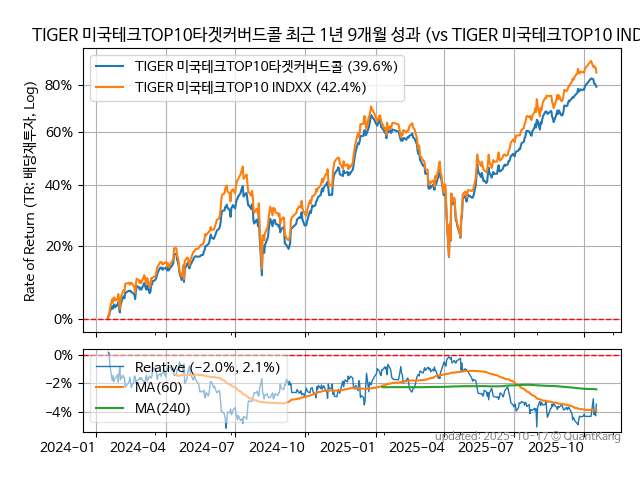 TIGER 미국테크TOP10타겟커버드콜 최근 1년 9개월 성과 (vs TIGER 미국테크TOP10 IND
TIGER 미국테크TOP10타겟커버드콜 (39.6%)
TIGER 미국테크TOP10 INDXX (42.4%)
Rate of Return (TR: 배당재투자, Log)
80%
60%
40%
20%
0%
Relative (−2.0%, 2.1%)
MA(60)
MA(240)
0%
−2%
−4%
2024−01 2024−04 2024−07 2024−10 2025−01 2025−04 2025−07 2025−10
updated: 2025-10-17 © QuantKang